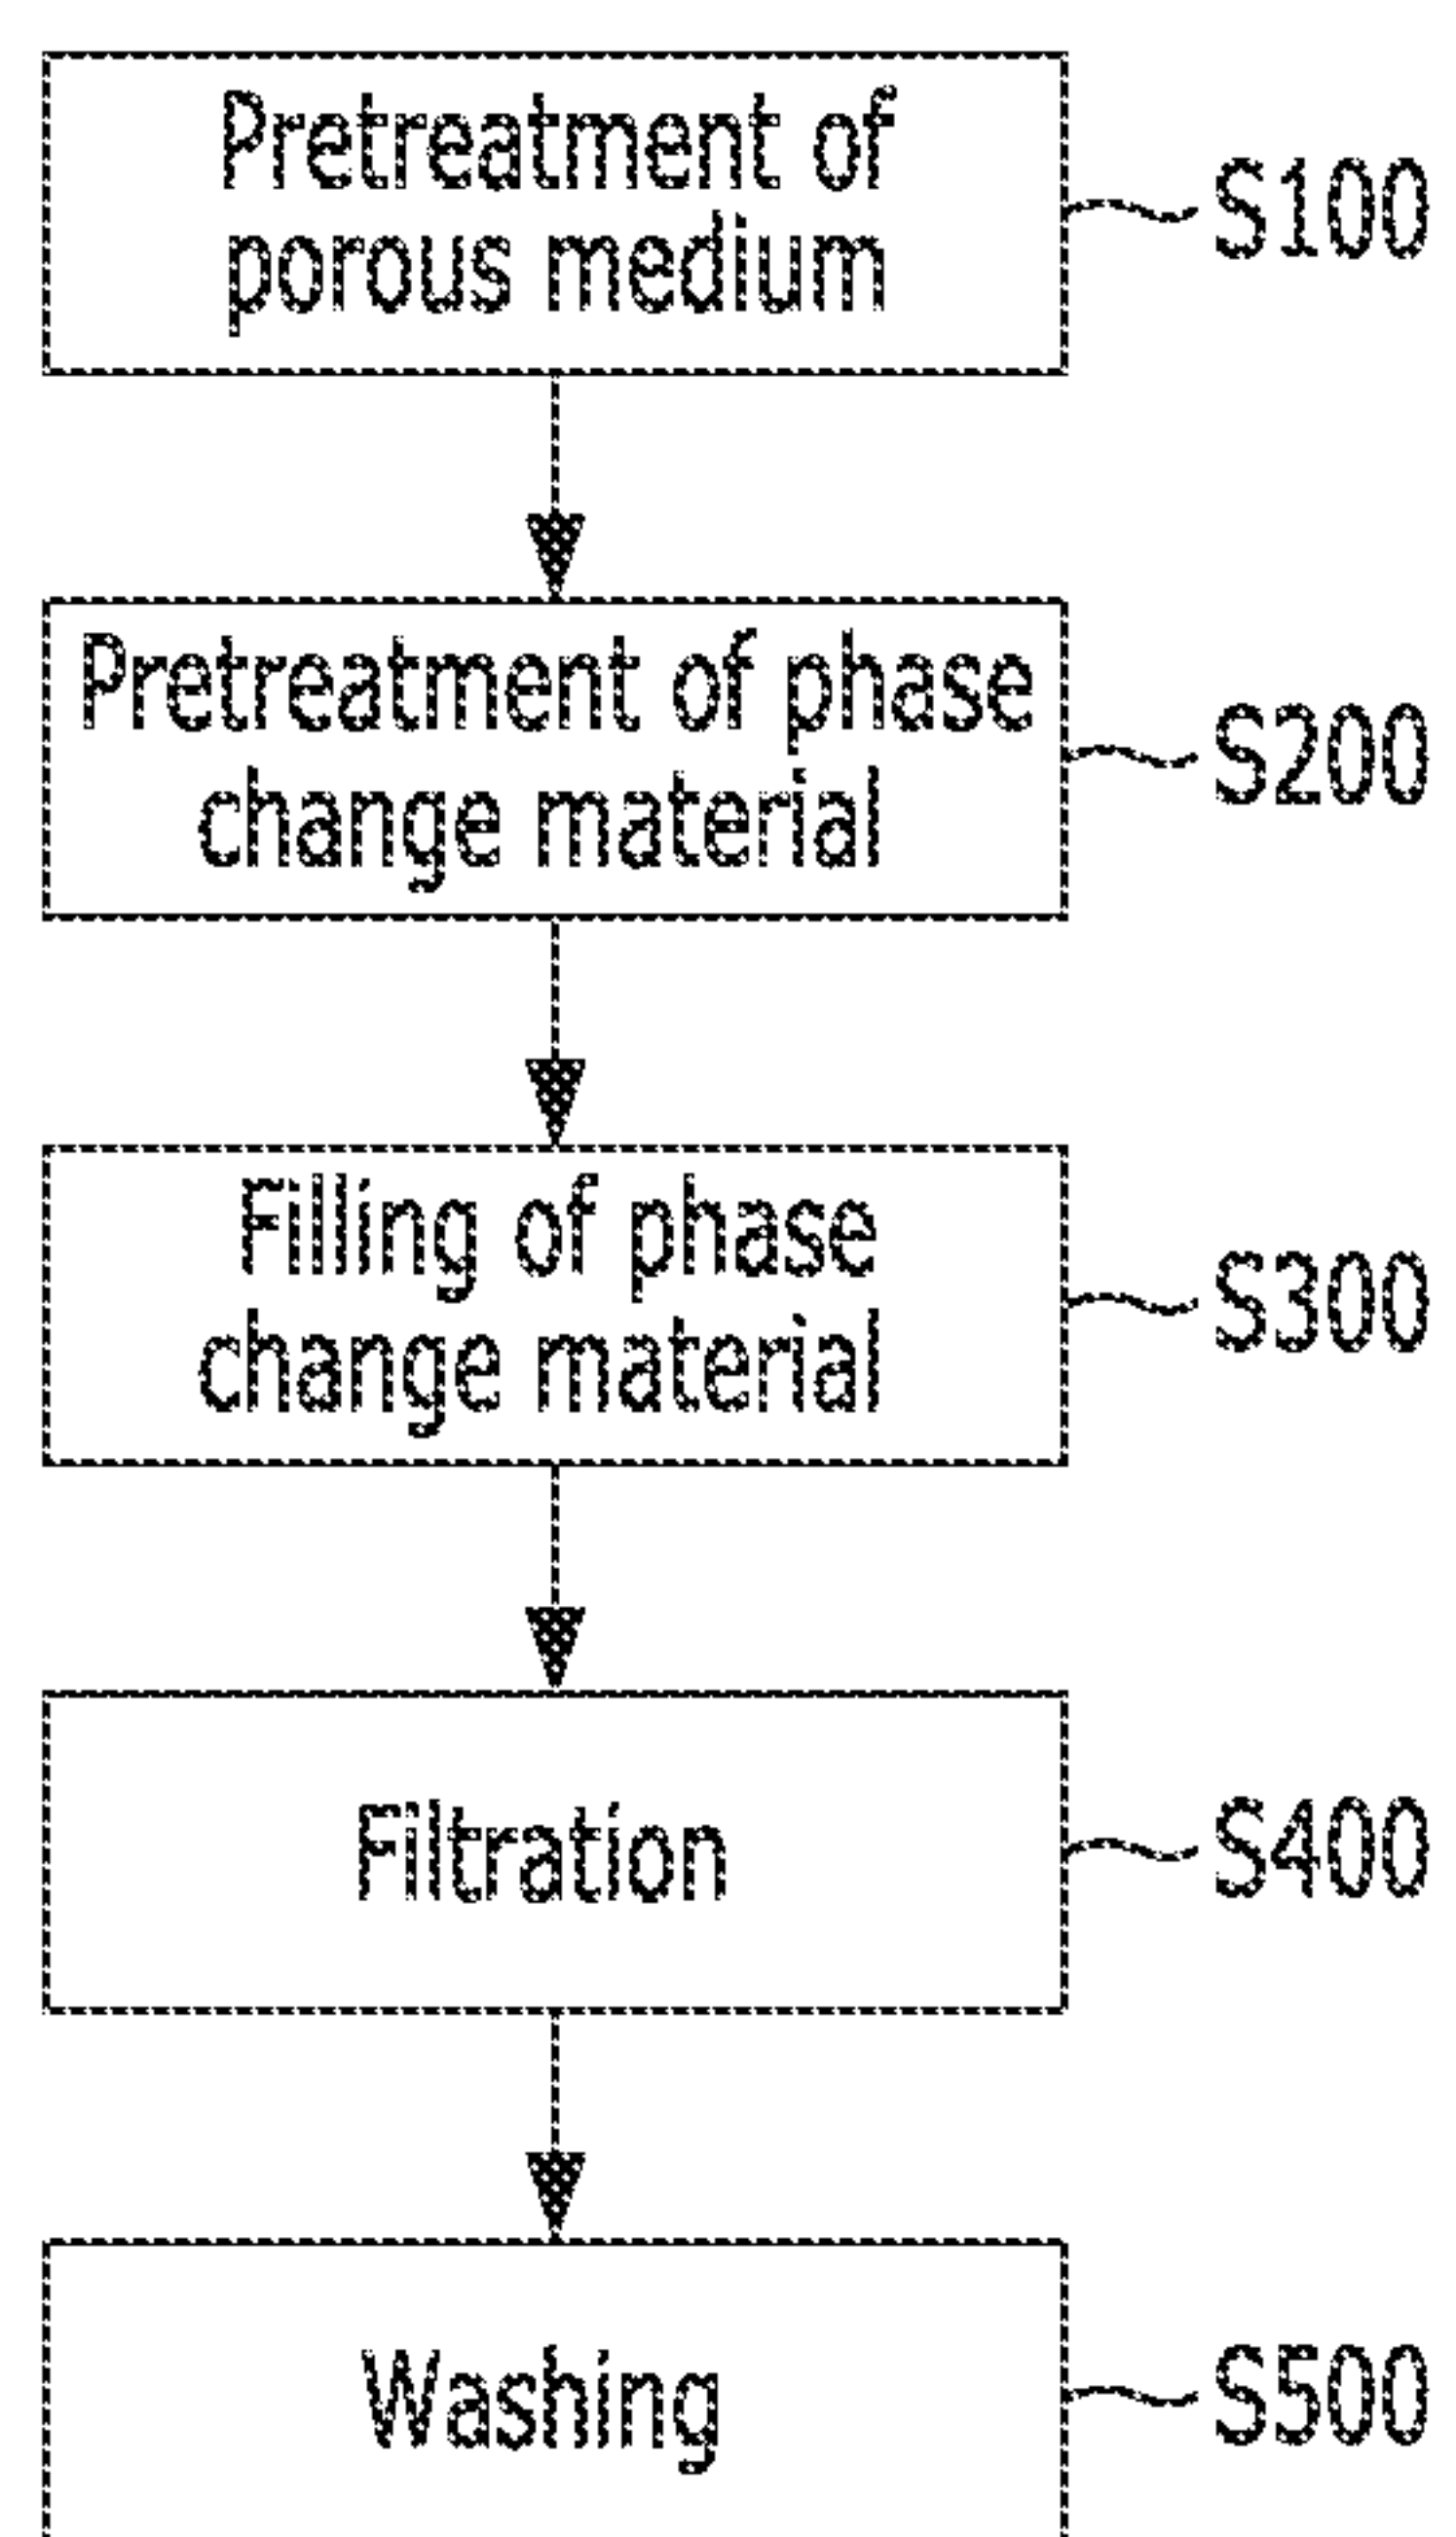 Pretreatment of
porous medium
S100
Pretreatment of phase
change material
S200
Filling of phase
change material
S300
Filtration
S400
Washing
S500